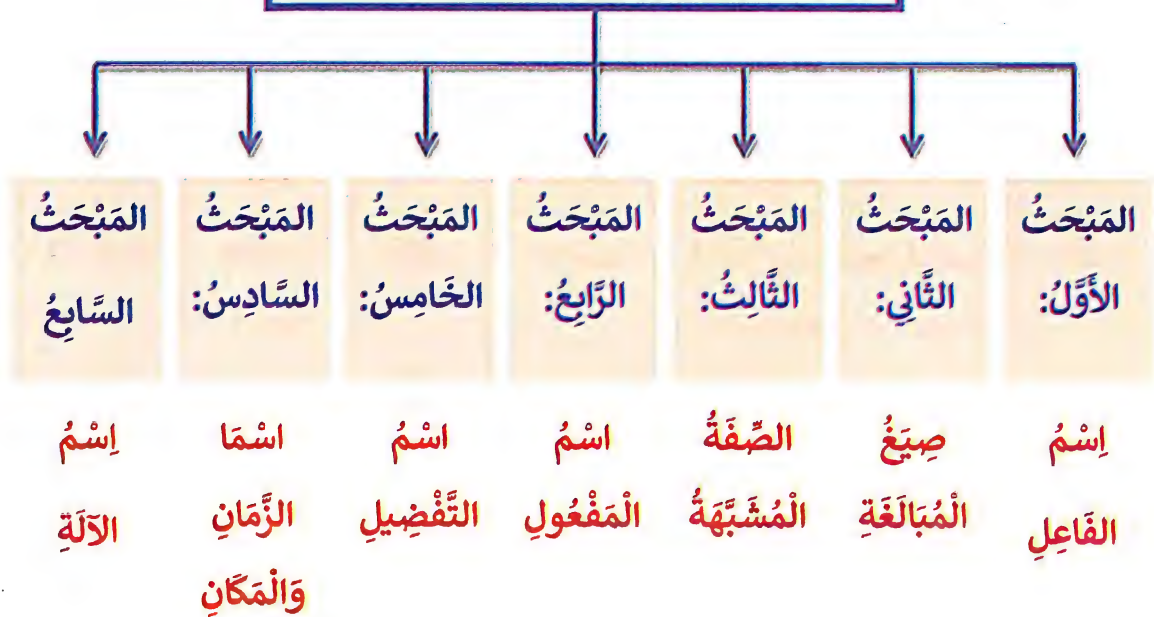 المَبْحَثُ
الأَوَّلُ:
اِسْمُ
الفَاعِلِ
المَبْحَثُ
الثَّانِي:
صِيَغُ
الْمُبَالَغَةِ
المَبْحَثُ
الثَّالِثُ:
الصِّفَةُ
الْمُشَبَّهَةُ
المَبْحَثُ
الرَّابِعُ:
اسْمُ
الْمَفْعُولِ
المَبْحَثُ
الخَامِسُ:
اسْمُ
التَّفْضِيلِ
المَبْحَثُ
السَّادِسُ:
اسْمَا
الزَّمَانِ
وَالْمَكَانِ
المَبْحَثُ
السَّابِعُ
اِسْمُ
الآلَةِ